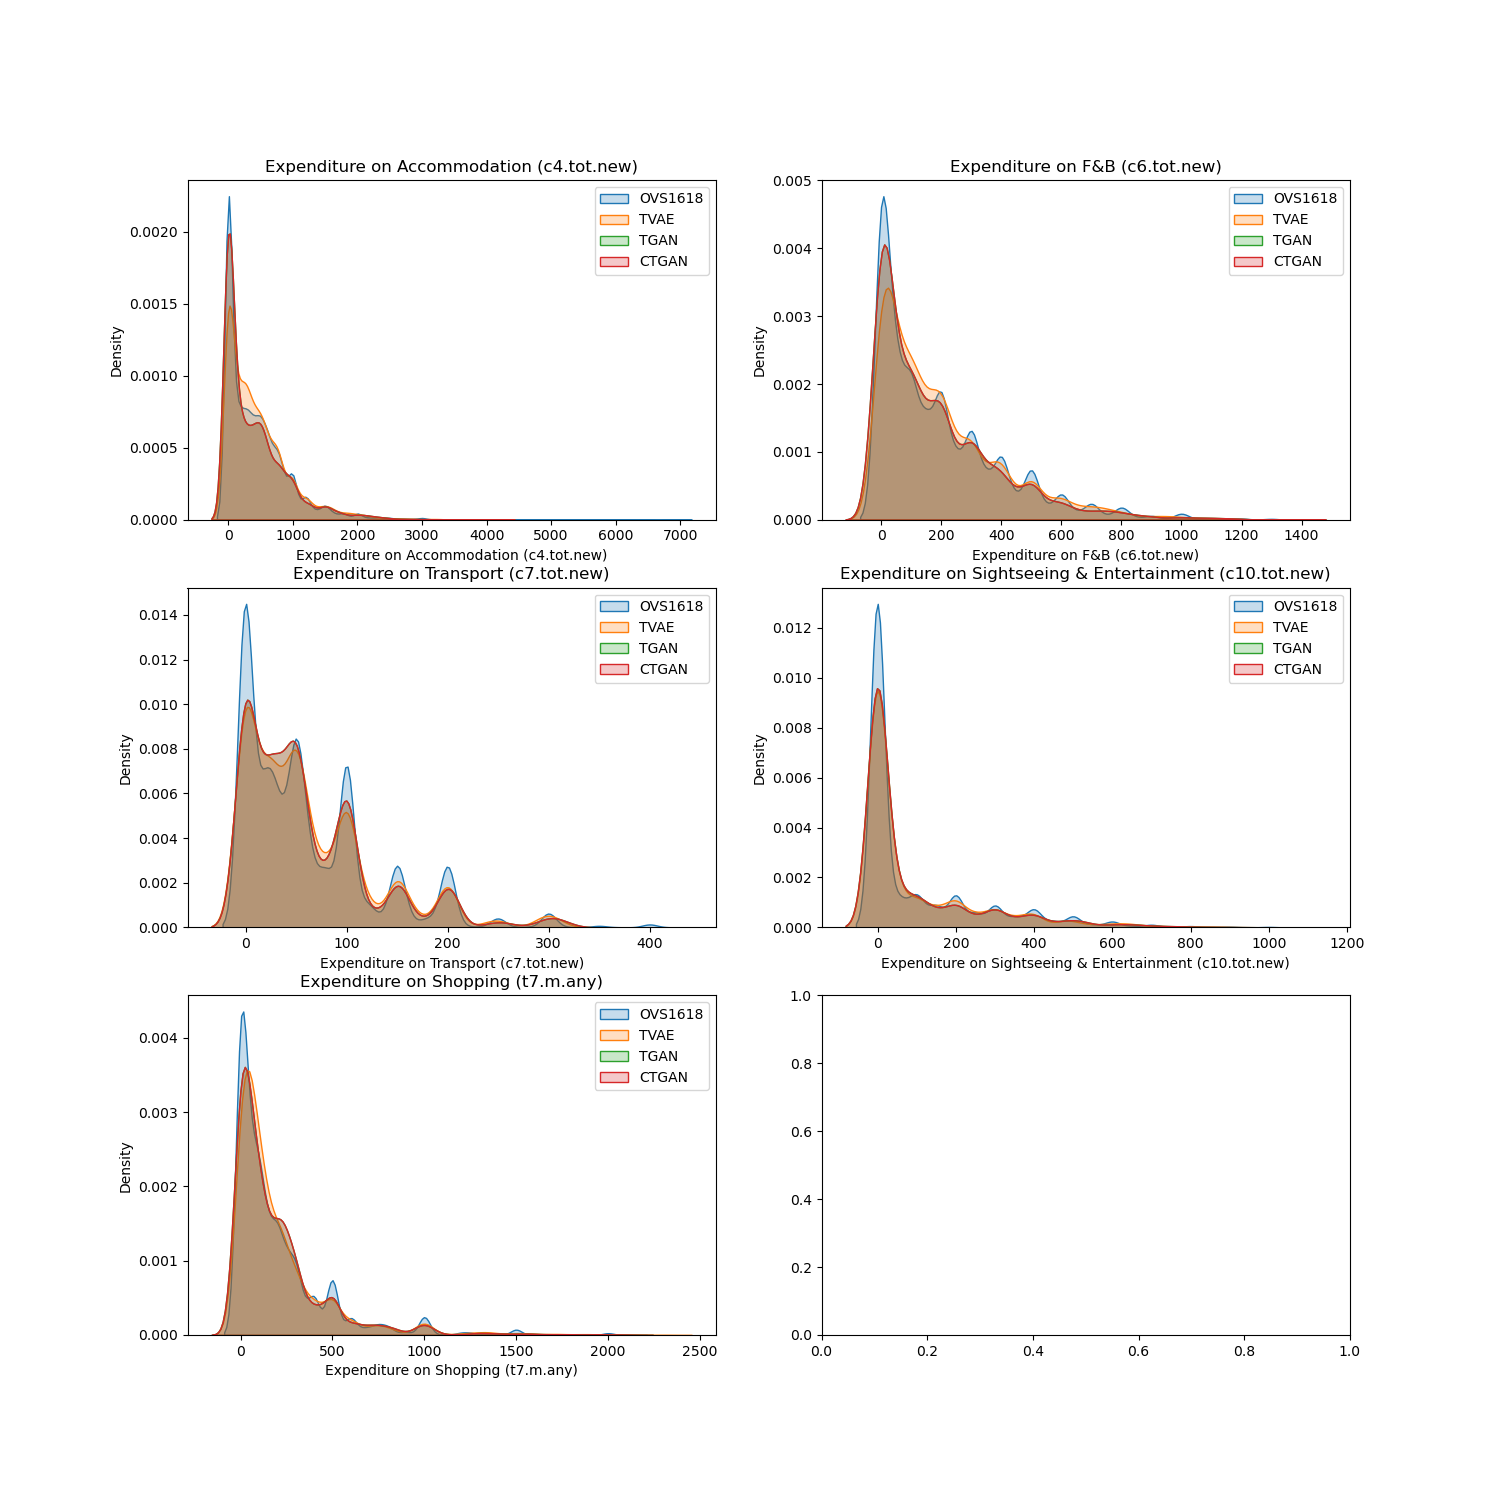 Expenditure on Accommodation (c4.tot.new)
0.0020
0.0015
0.0010
0.0005
0.0000
Density
OVS1618
TVAE
TGAN
CTGAN
0 1000 2000 3000 4000 5000 6000 7000
Expenditure on Accommodation (c4.tot.new)
Expenditure on F&B (c6.tot.new)
0.005
0.004
0.003
0.002
0.001
0.000
Density
OVS1618
TVAE
TGAN
CTGAN
0 200 400 600 800 1000 1200 1400
Expenditure on F&B (c6.tot.new)
Expenditure on Transport (c7.tot.new)
0.014
0.012
0.010
0.008
0.006
0.004
0.002
0.000
Density
OVS1618
TVAE
TGAN
CTGAN
0 100 200 300 400
Expenditure on Transport (c7.tot.new)
Expenditure on Sightseeing & Entertainment (c10.tot.new)
0.012
0.010
0.008
0.006
0.004
0.002
0.000
Density
OVS1618
TVAE
TGAN
CTGAN
0 200 400 600 800 1000 1200
Expenditure on Sightseeing & Entertainment (c10.tot.new)
Expenditure on Shopping (t7.m.any)
0.004
0.003
0.002
0.001
0.000
Density
OVS1618
TVAE
TGAN
CTGAN
0 500 1000 1500 2000 2500
Expenditure on Shopping (t7.m.any)
1.0
0.8
0.6
0.4
0.2
0.0
0.0 0.2 0.4 0.6 0.8 1.0